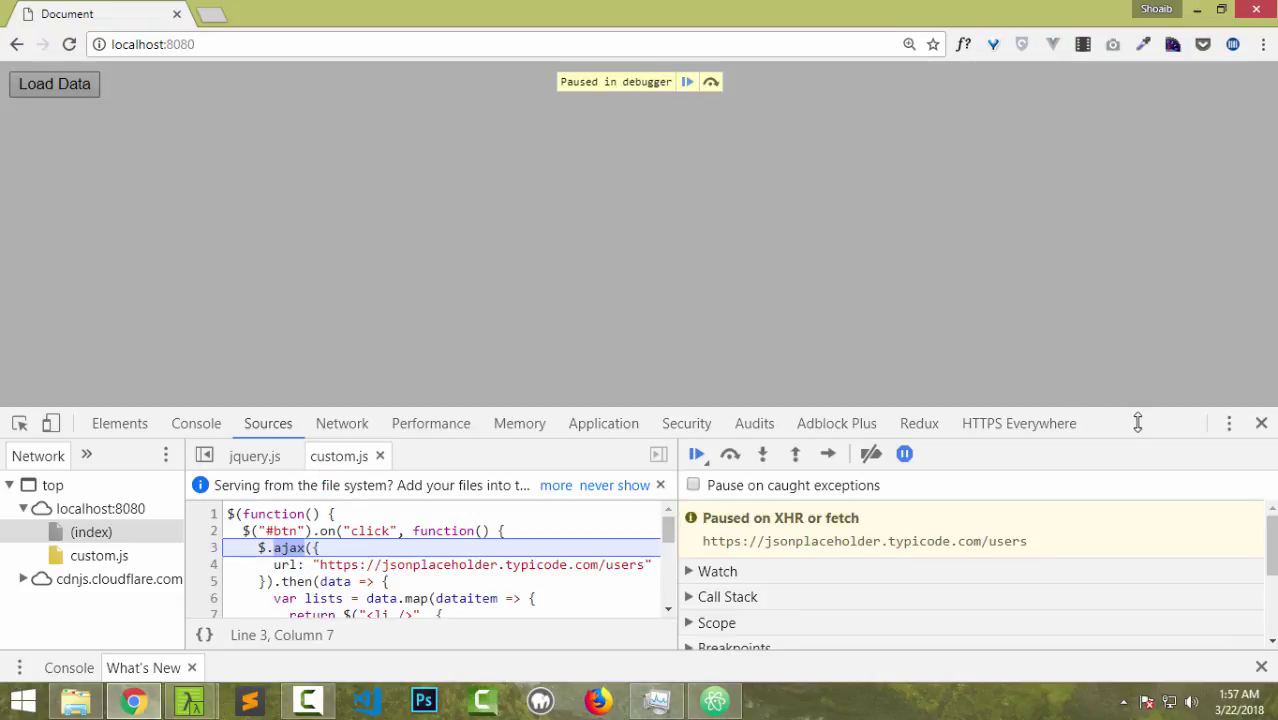 Document
Shoaib
localhost:8080
f?
Load Data
Paused in debugger
Elements Console Sources Network Performance Memory Application Security Audits Adblock Plus Redux HTTPS Everywhere
Network » jquery.js custom.js
top
localhost:8080
(index)
custom.js
cdnjs.cloudflare.com
Serving from the file system? Add your files into t... more never show
1 $(function() {
2 $("#btn").on("click", function() {
3 $.ajax({
4 url: "https://jsonplaceholder.typicode.com/users"
5 }).then(data => {
6 var lists = data.map(dataitem => {
7 return $("<li />", {
{} Line 3, Column 7
Pause on caught exceptions
Paused on XHR or fetch
https://jsonplaceholder.typicode.com/users
Watch
Call Stack
Scope
Breakpoints
Console What's New
Ps
1:57 AM
3/22/2018